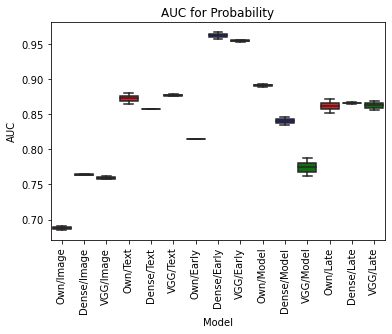 AUC for Probability
AUC
0.95
0.90
0.85
0.80
0.75
0.70
Own/Image
Dense/Image
VGG/Image
Own/Text
Dense/Text
VGG/Text
Own/Early
Dense/Early
VGG/Early
Own/Model
Dense/Model
VGG/Model
Own/Late
Dense/Late
VGG/Late
Model